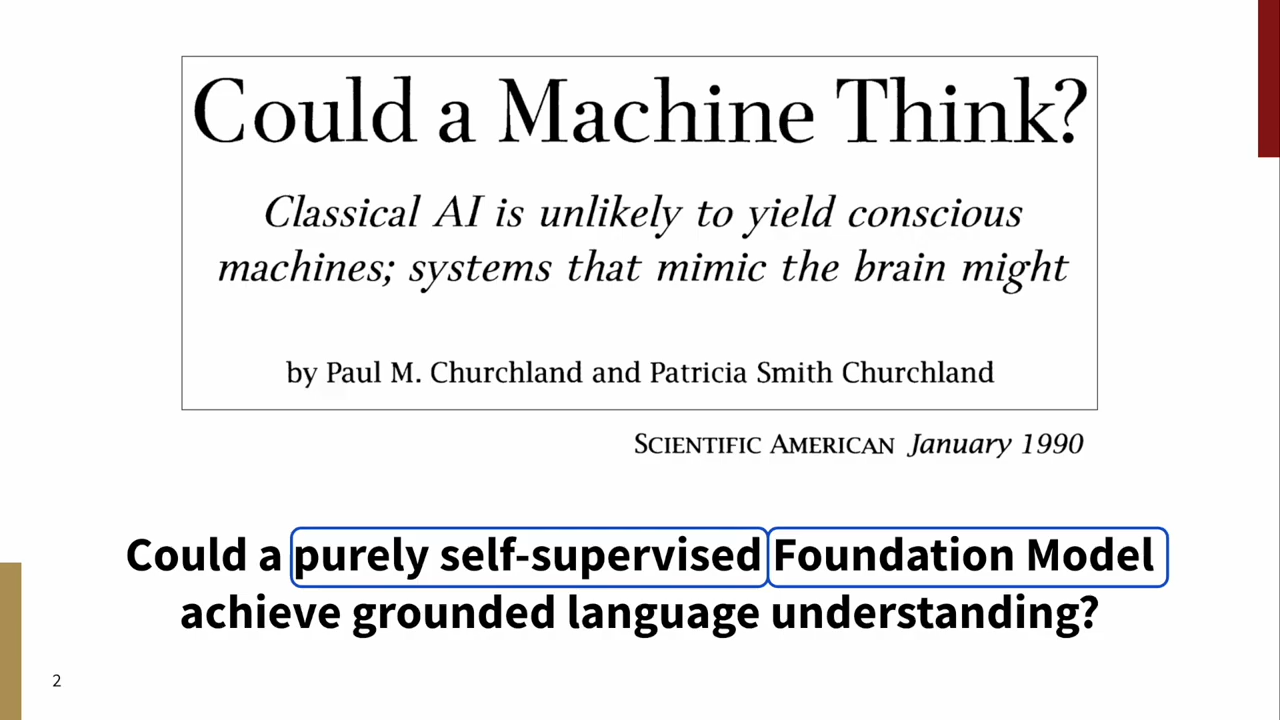 Could a Machine Think?
Classical AI is unlikely to yield conscious
machines; systems that mimic the brain might
by Paul M. Churchland and Patricia Smith Churchland
SCIENTIFIC AMERICAN January 1990
Could a purely self-supervised Foundation Model
achieve grounded language understanding?
2